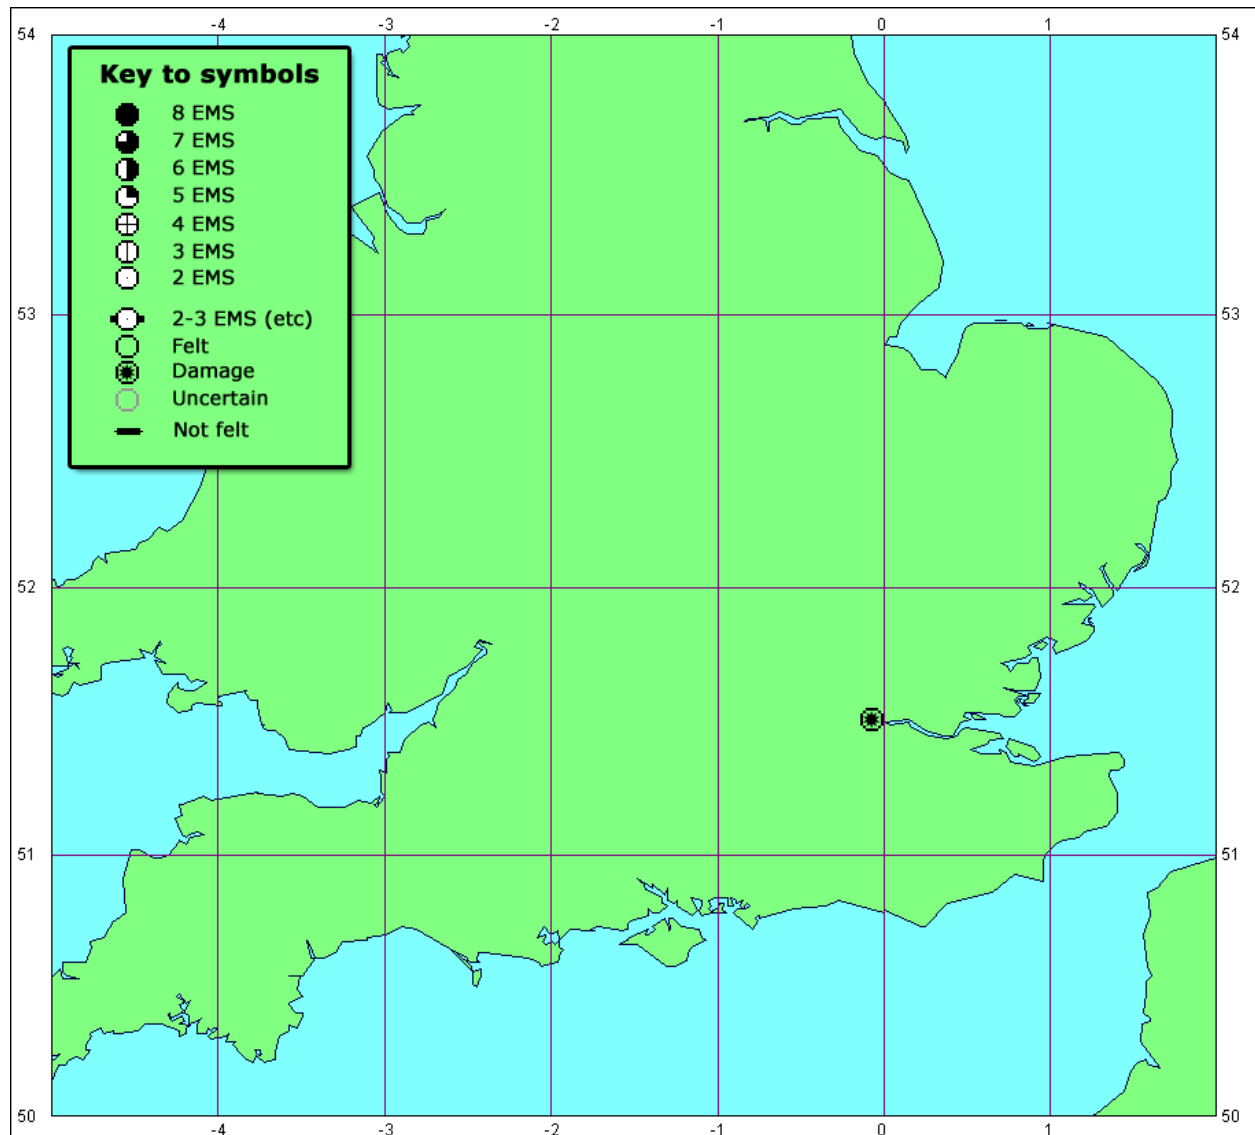 -4 -3 -2 -1 0 1
54 54
Key to symbols
8 EMS
7 EMS
6 EMS
5 EMS
4 EMS
3 EMS
2 EMS
2-3 EMS (etc)
Felt
Damage
Uncertain
Not felt
53 53
52 52
51 51
50 50
-4 -3 -2 -1 0 1